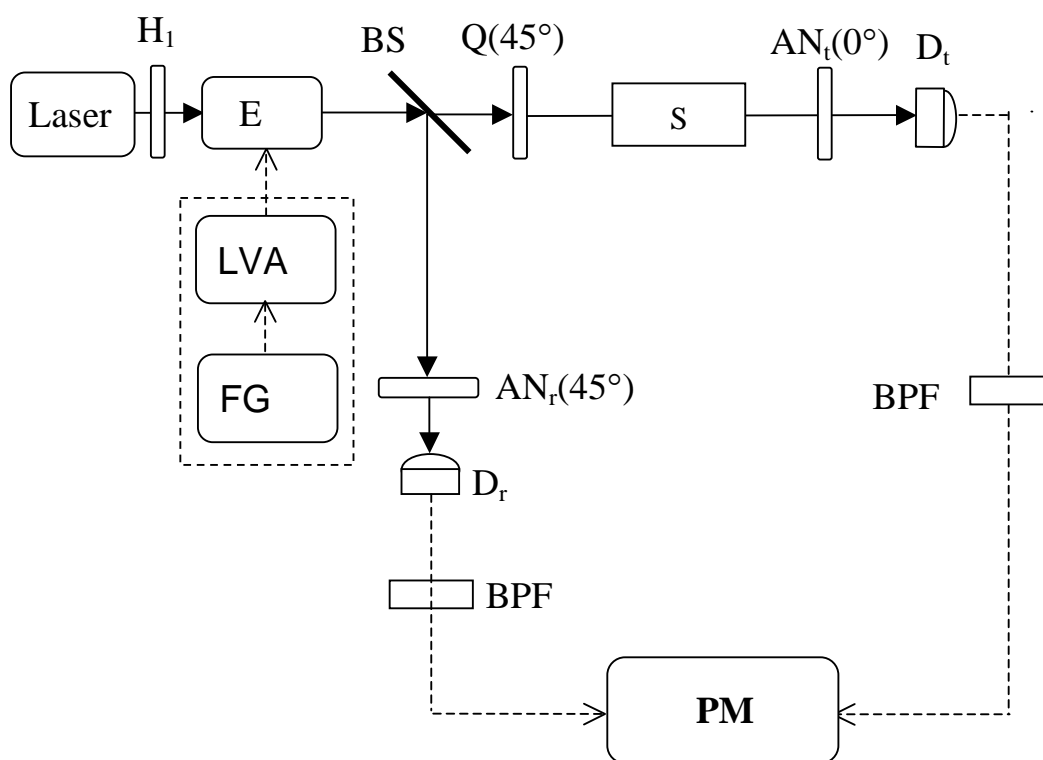 H₁
BS
Q(45°)
ANₜ(0°)
Dₜ
Laser
E
S
LVA
FG
ANᵣ(45°)
BPF
Dᵣ
BPF
PM